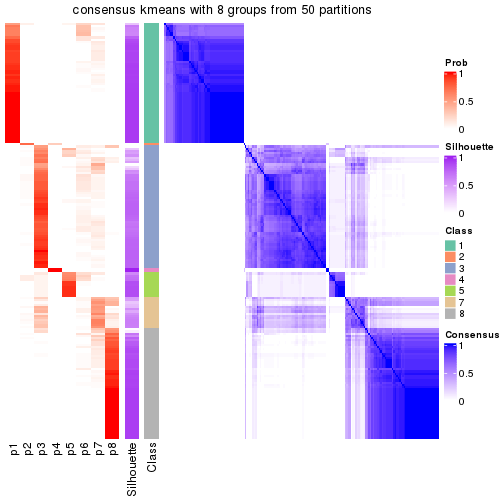 consensus kmeans with 8 groups from 50 partitions
Prob
1
0.5
0
Silhouette
1
0.5
0
Class
1
2
3
4
5
7
8
Consensus
1
0.5
0
p1
p2
p3
p4
p5
p6
p7
p8
Silhouette
Class